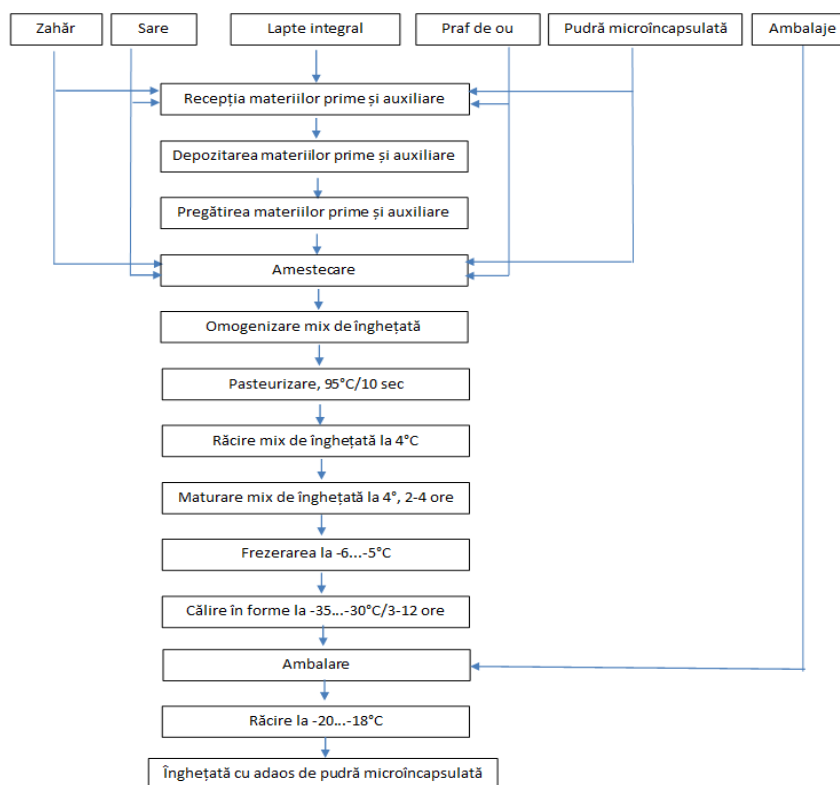 Zahăr
Sare
Lapte integral
Praf de ou
Pudră microîncapsulată
Ambalaje
Recepția materiilor prime și auxiliare
Depozitarea materiilor prime și auxiliare
Pregătirea materiilor prime și auxiliare
Amestecare
Omogenizare mix de înghețată
Pasteurizare, 95°C/10 sec
Răcire mix de înghețată la 4°C
Maturare mix de înghețată la 4°, 2-4 ore
Frezerarea la -6...-5°C
Călire în forme la -35...-30°C/3-12 ore
Ambalare
Răcire la -20...-18°C
Înghețată cu adaos de pudră microîncapsulată